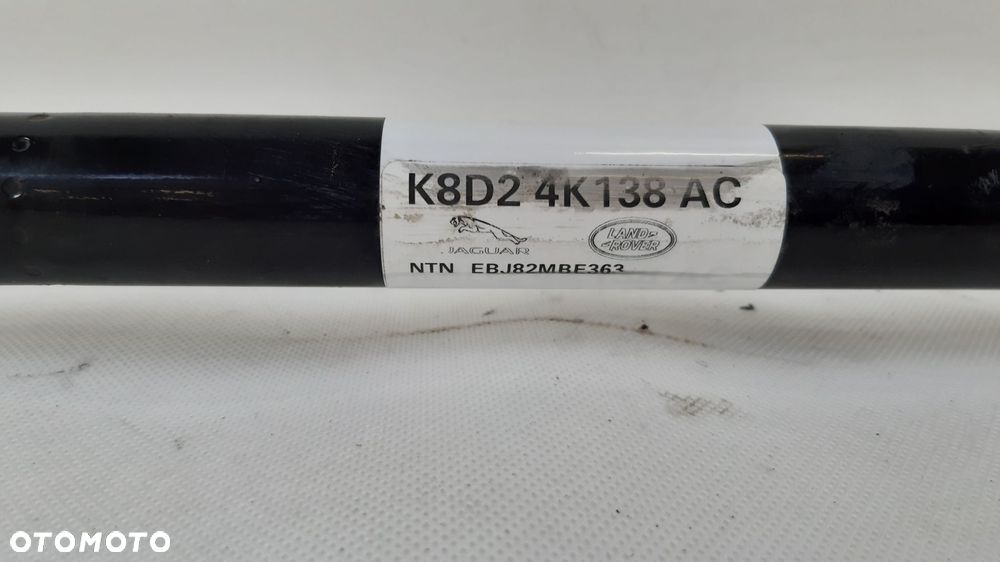 K8D2 4K138 AC
JAGUAR
LAND
ROVER
NTN EBJ82MBE363
OTOMOTO